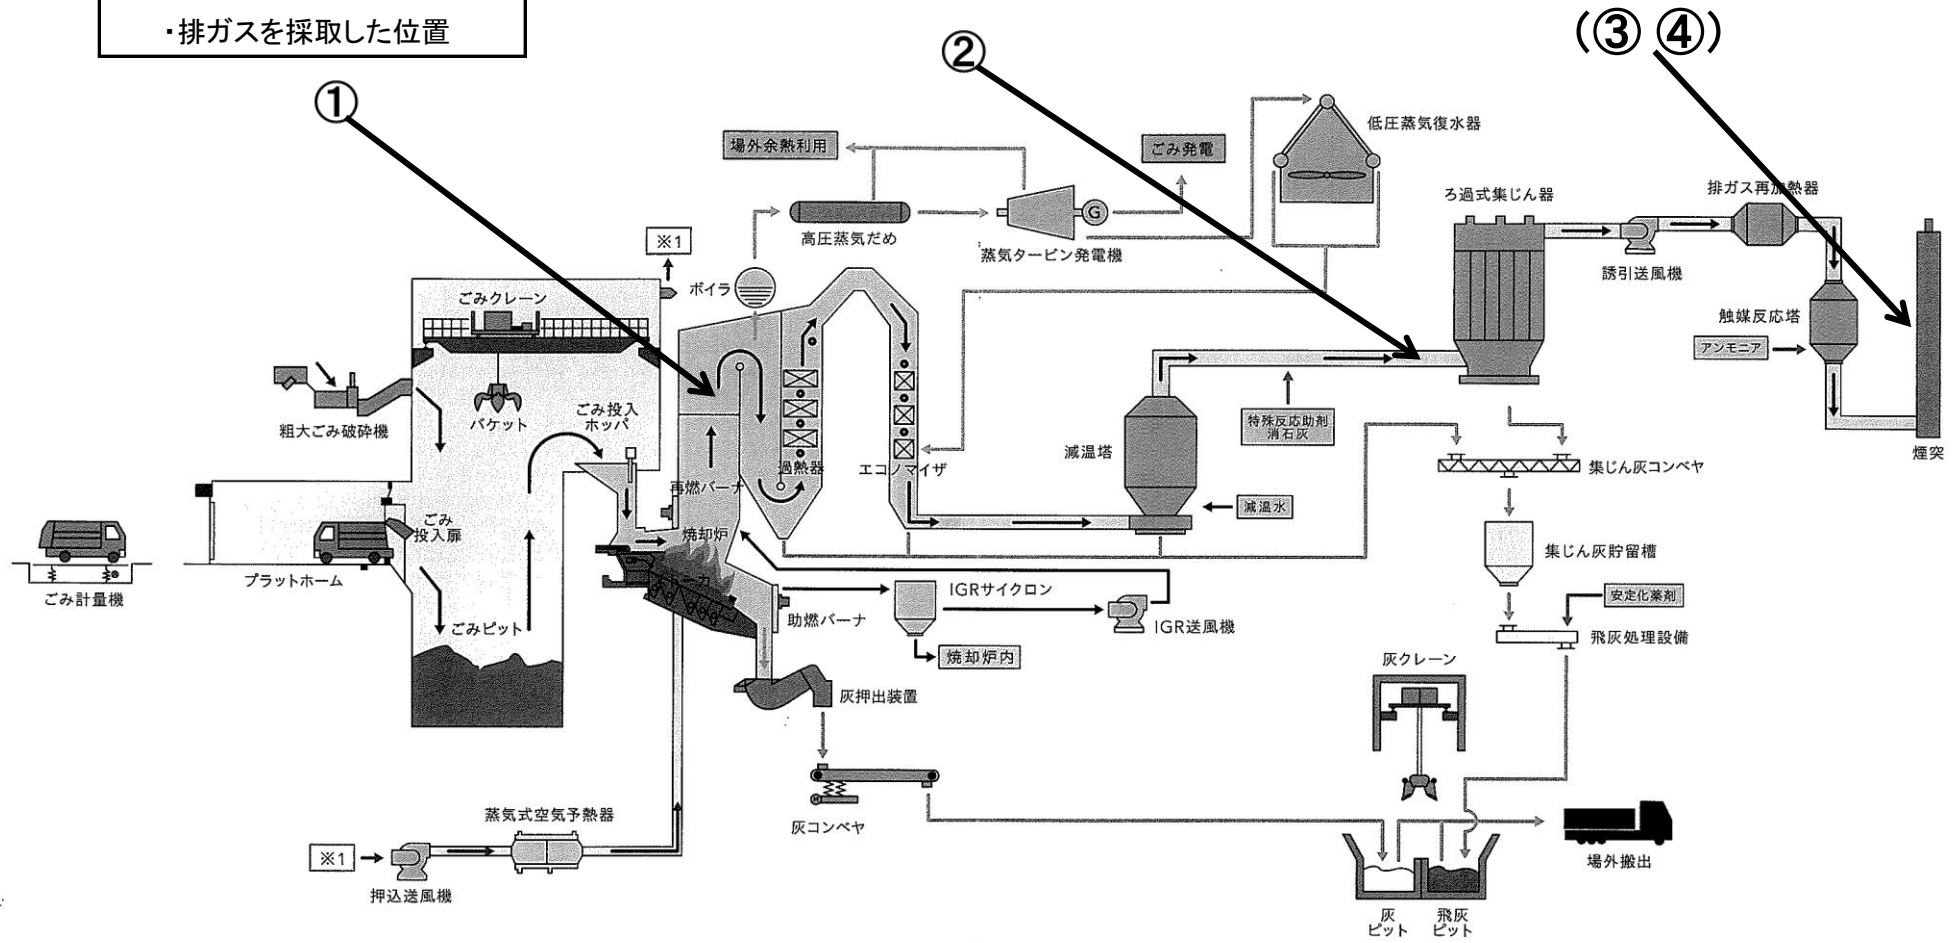 ・排ガスを採取した位置
①
②
(③ ④)
場外余熱利用
ごみ発電
低圧蒸気復水器
G
高圧蒸気だめ
蒸気タービン発電機
ろ過式集じん器
排ガス再加熱器
誘引送風機
※1
ボイラ
ごみクレーン
触媒反応塔
アンモニア
バケット
ごみ投入
ホッパ
粗大ごみ破砕機
特殊反応助剤
消石灰
減温塔
過熱器
エコノマイザ
煙突
集じん灰コンベヤ
再燃バーナ
減温水
ごみ
投入扉
焼却炉
集じん灰貯留槽
プラットホーム
ごみ計量機
ストーカ
IGRサイクロン
安定化薬剤
助燃バーナ
IGR送風機
飛灰処理設備
ごみピット
焼却炉内
灰クレーン
灰押出装置
蒸気式空気予熱器
灰コンベヤ
※1
押込送風機
場外搬出
灰
ピット
飛灰
ピット